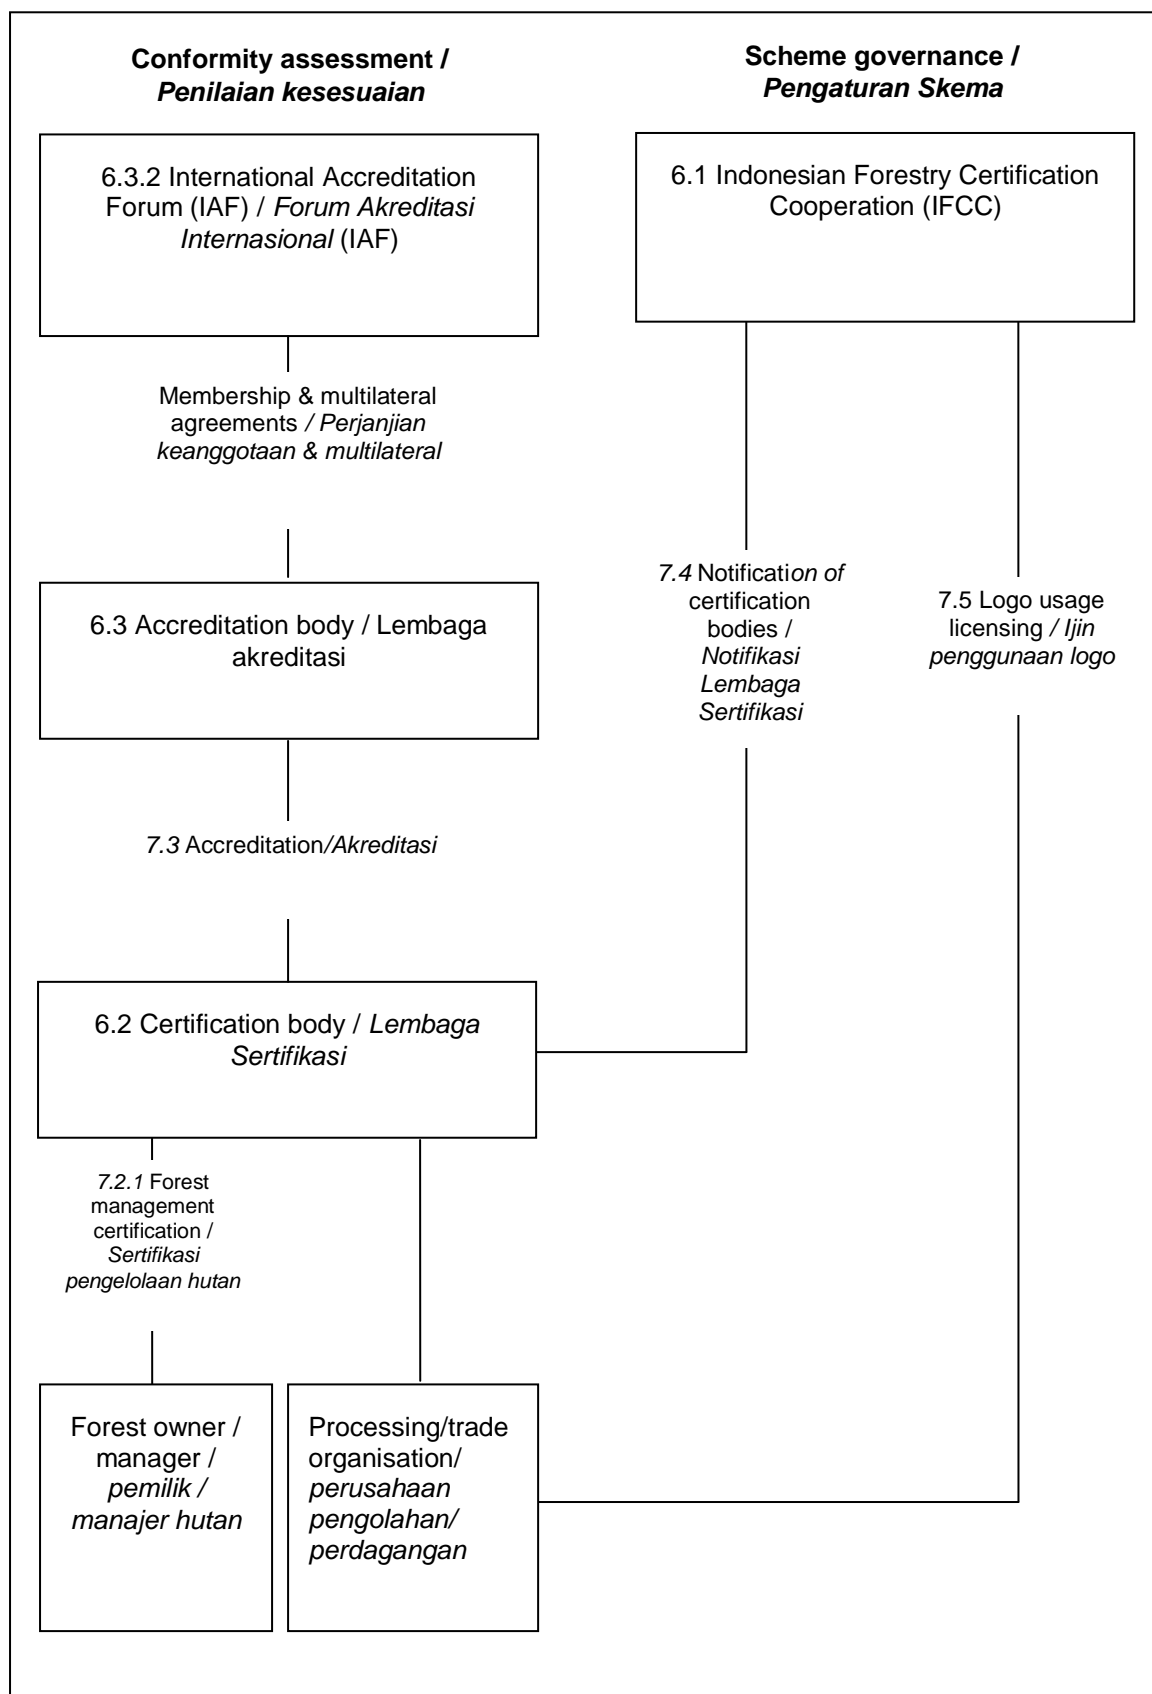 Conformity assessment /
Penilaian kesesuaian
Scheme governance /
Pengaturan Skema
6.3.2 International Accreditation
Forum (IAF) / Forum Akreditasi
Internasional (IAF)
6.1 Indonesian Forestry Certification
Cooperation (IFCC)
Membership & multilateral
agreements / Perjanjian
keanggotaan & multilateral
7.4 Notification of
certification
bodies /
Notifikasi
Lembaga
Sertifikasi
7.5 Logo usage
licensing / Ijin
penggunaan logo
6.3 Accreditation body / Lembaga
akreditasi
7.3 Accreditation/Akreditasi
6.2 Certification body / Lembaga
Sertifikasi
7.2.1 Forest
management
certification /
Sertifikasi
pengelolaan hutan
Forest owner /
manager /
pemilik /
manajer hutan
Processing/trade
organisation/
perusahaan
pengolahan/
perdagangan